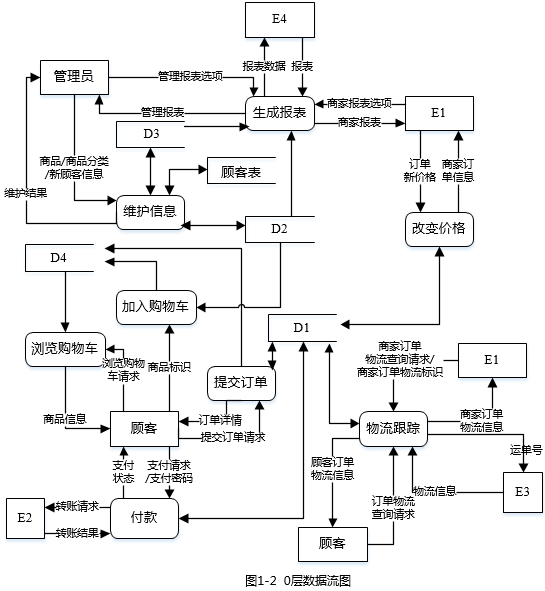 E4
报表数据
报表
管理员
管理报表选项
生成报表
商家报表选项
E1
管理报表
商家报表
D3
商品/商品分类
/新顾客信息
顾客表
订单
新价格
商家订
单信息
维护结果
维护信息
D2
改变价格
D4
加入购物车
D1
浏览购物车
浏览购物
车请求
商品标识
提交订单
商家订单
物流查询请求/
商家订单物流标识
E1
商品信息
顾客
订单详情
提交订单请求
物流跟踪
商家订单
物流信息
运单号
支付
状态
支付请求
/支付密码
顾客订单
物流信息
物流信息
E3
E2
转账请求
转账结果
付款
订单物流
查询请求
顾客
图1-2 0层数据流图